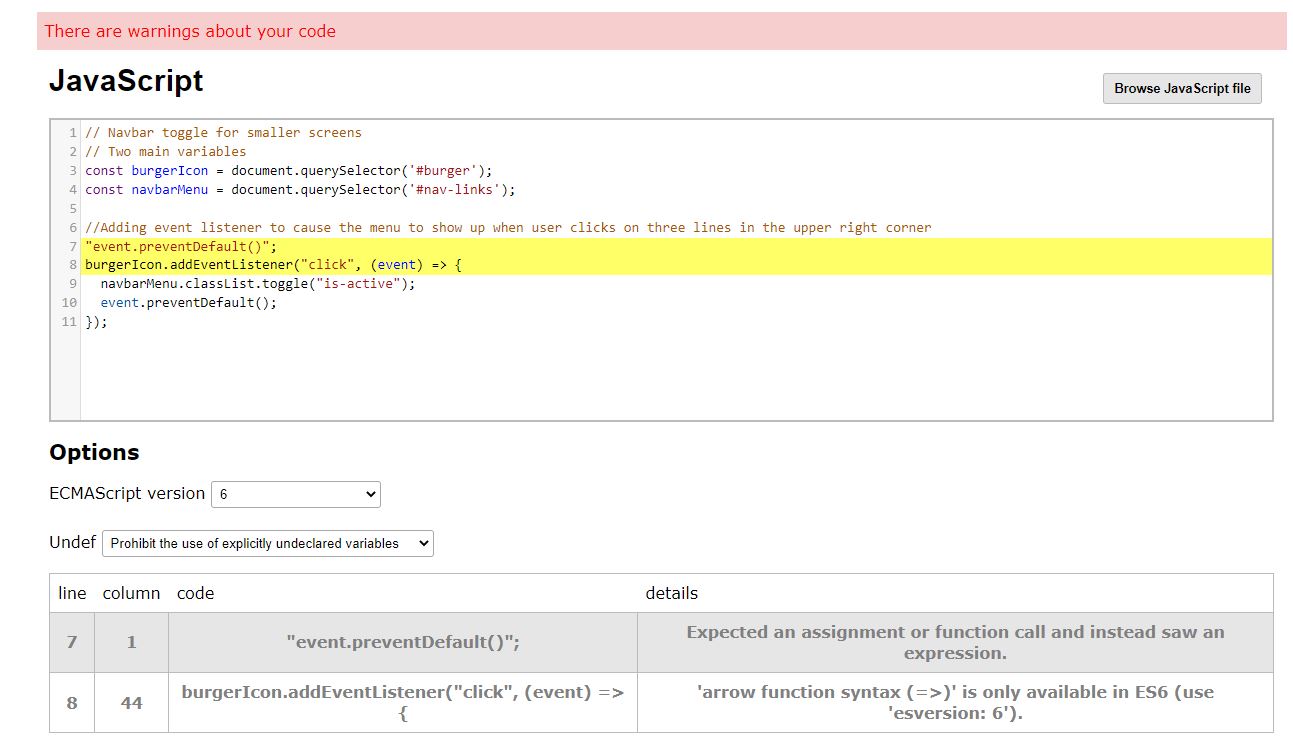 There are warnings about your code
JavaScript
Browse JavaScript file
1 // Navbar toggle for smaller screens
2 // Two main variables
3 const burgerIcon = document.querySelector('#burger');
4 const navbarMenu = document.querySelector('#nav-links');
5
6 //Adding event listener to cause the menu to show up when user clicks on three lines in the upper right corner
7 "event.preventDefault()";
8 burgerIcon.addEventListener("click", (event) => {
9   navbarMenu.classList.toggle("is-active");
10   event.preventDefault();
11 });
Options
ECMAScript version 6
Undef Prohibit the use of explicitly undeclared variables
line column code details
7 1 "event.preventDefault()"; Expected an assignment or function call and instead saw an
expression.
8 44 burgerIcon.addEventListener("click", (event) => 'arrow function syntax (=>)' is only available in ES6 (use
{ 'esversion: 6').